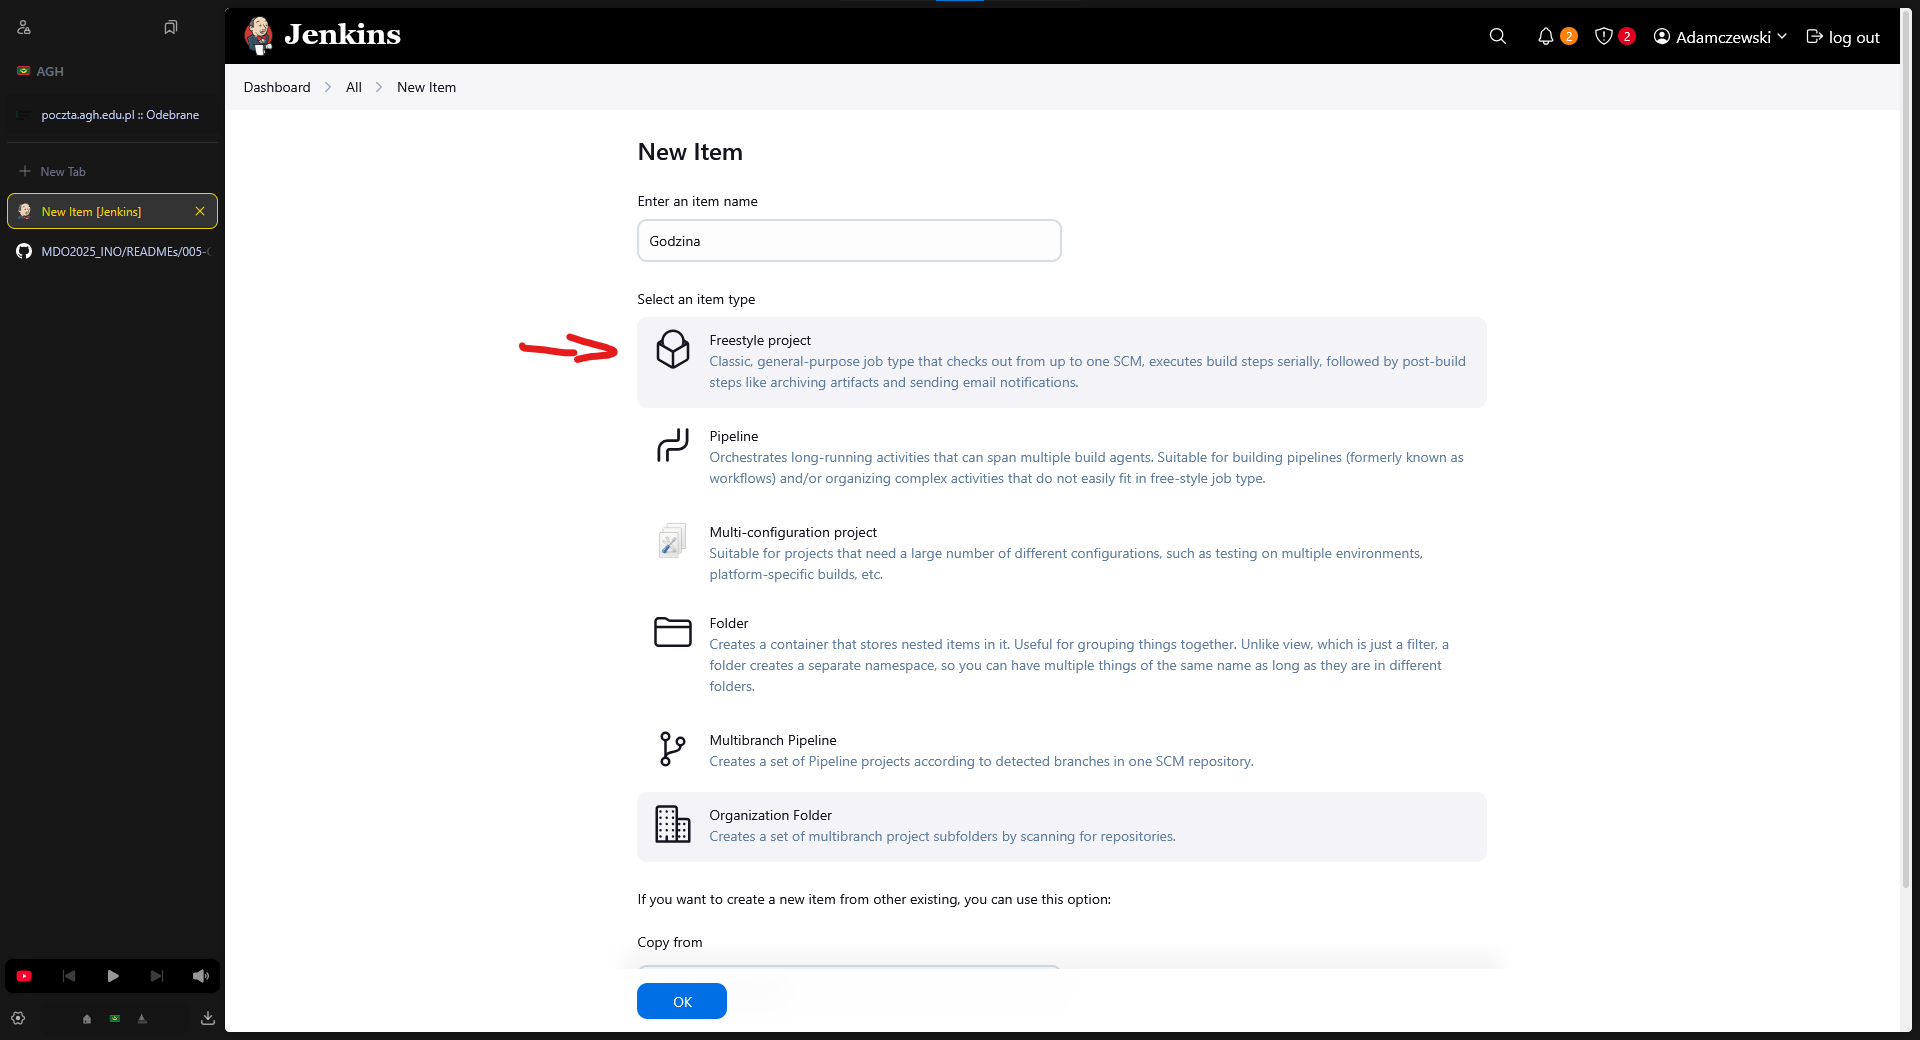 AGH
poczta.agh.edu.pl :: Odebrane
New Tab
New Item [Jenkins]
MDO2025_INO/READMEs/005-
Jenkins
2
2
Adamczewski
log out
Dashboard
All
New Item
New Item
Enter an item name
Godzina
Select an item type
Freestyle project
Classic, general-purpose job type that checks out from up to one SCM, executes build steps serially, followed by post-build
steps like archiving artifacts and sending email notifications.
Pipeline
Orchestrates long-running activities that can span multiple build agents. Suitable for building pipelines (formerly known as
workflows) and/or organizing complex activities that do not easily fit in free-style job type.
Multi-configuration project
Suitable for projects that need a large number of different configurations, such as testing on multiple environments,
platform-specific builds, etc.
Folder
Creates a container that stores nested items in it. Useful for grouping things together. Unlike view, which is just a filter, a
folder creates a separate namespace, so you can have multiple things of the same name as long as they are in different
folders.
Multibranch Pipeline
Creates a set of Pipeline projects according to detected branches in one SCM repository.
Organization Folder
Creates a set of multibranch project subfolders by scanning for repositories.
If you want to create a new item from other existing, you can use this option:
Copy from
OK